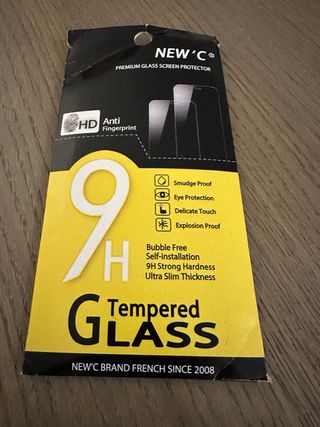 NEW'C®
PREMIUM GLASS SCREEN PROTECTOR
HD
Anti
Fingerprint
9H
Smudge Proof
Eye Protection
Delicate Touch
Explosion Proof
Bubble Free
Self-installation
9H Strong Hardness
Ultra Slim Thickness
Tempered
GLASS
NEW'C BRAND FRENCH SINCE 2008